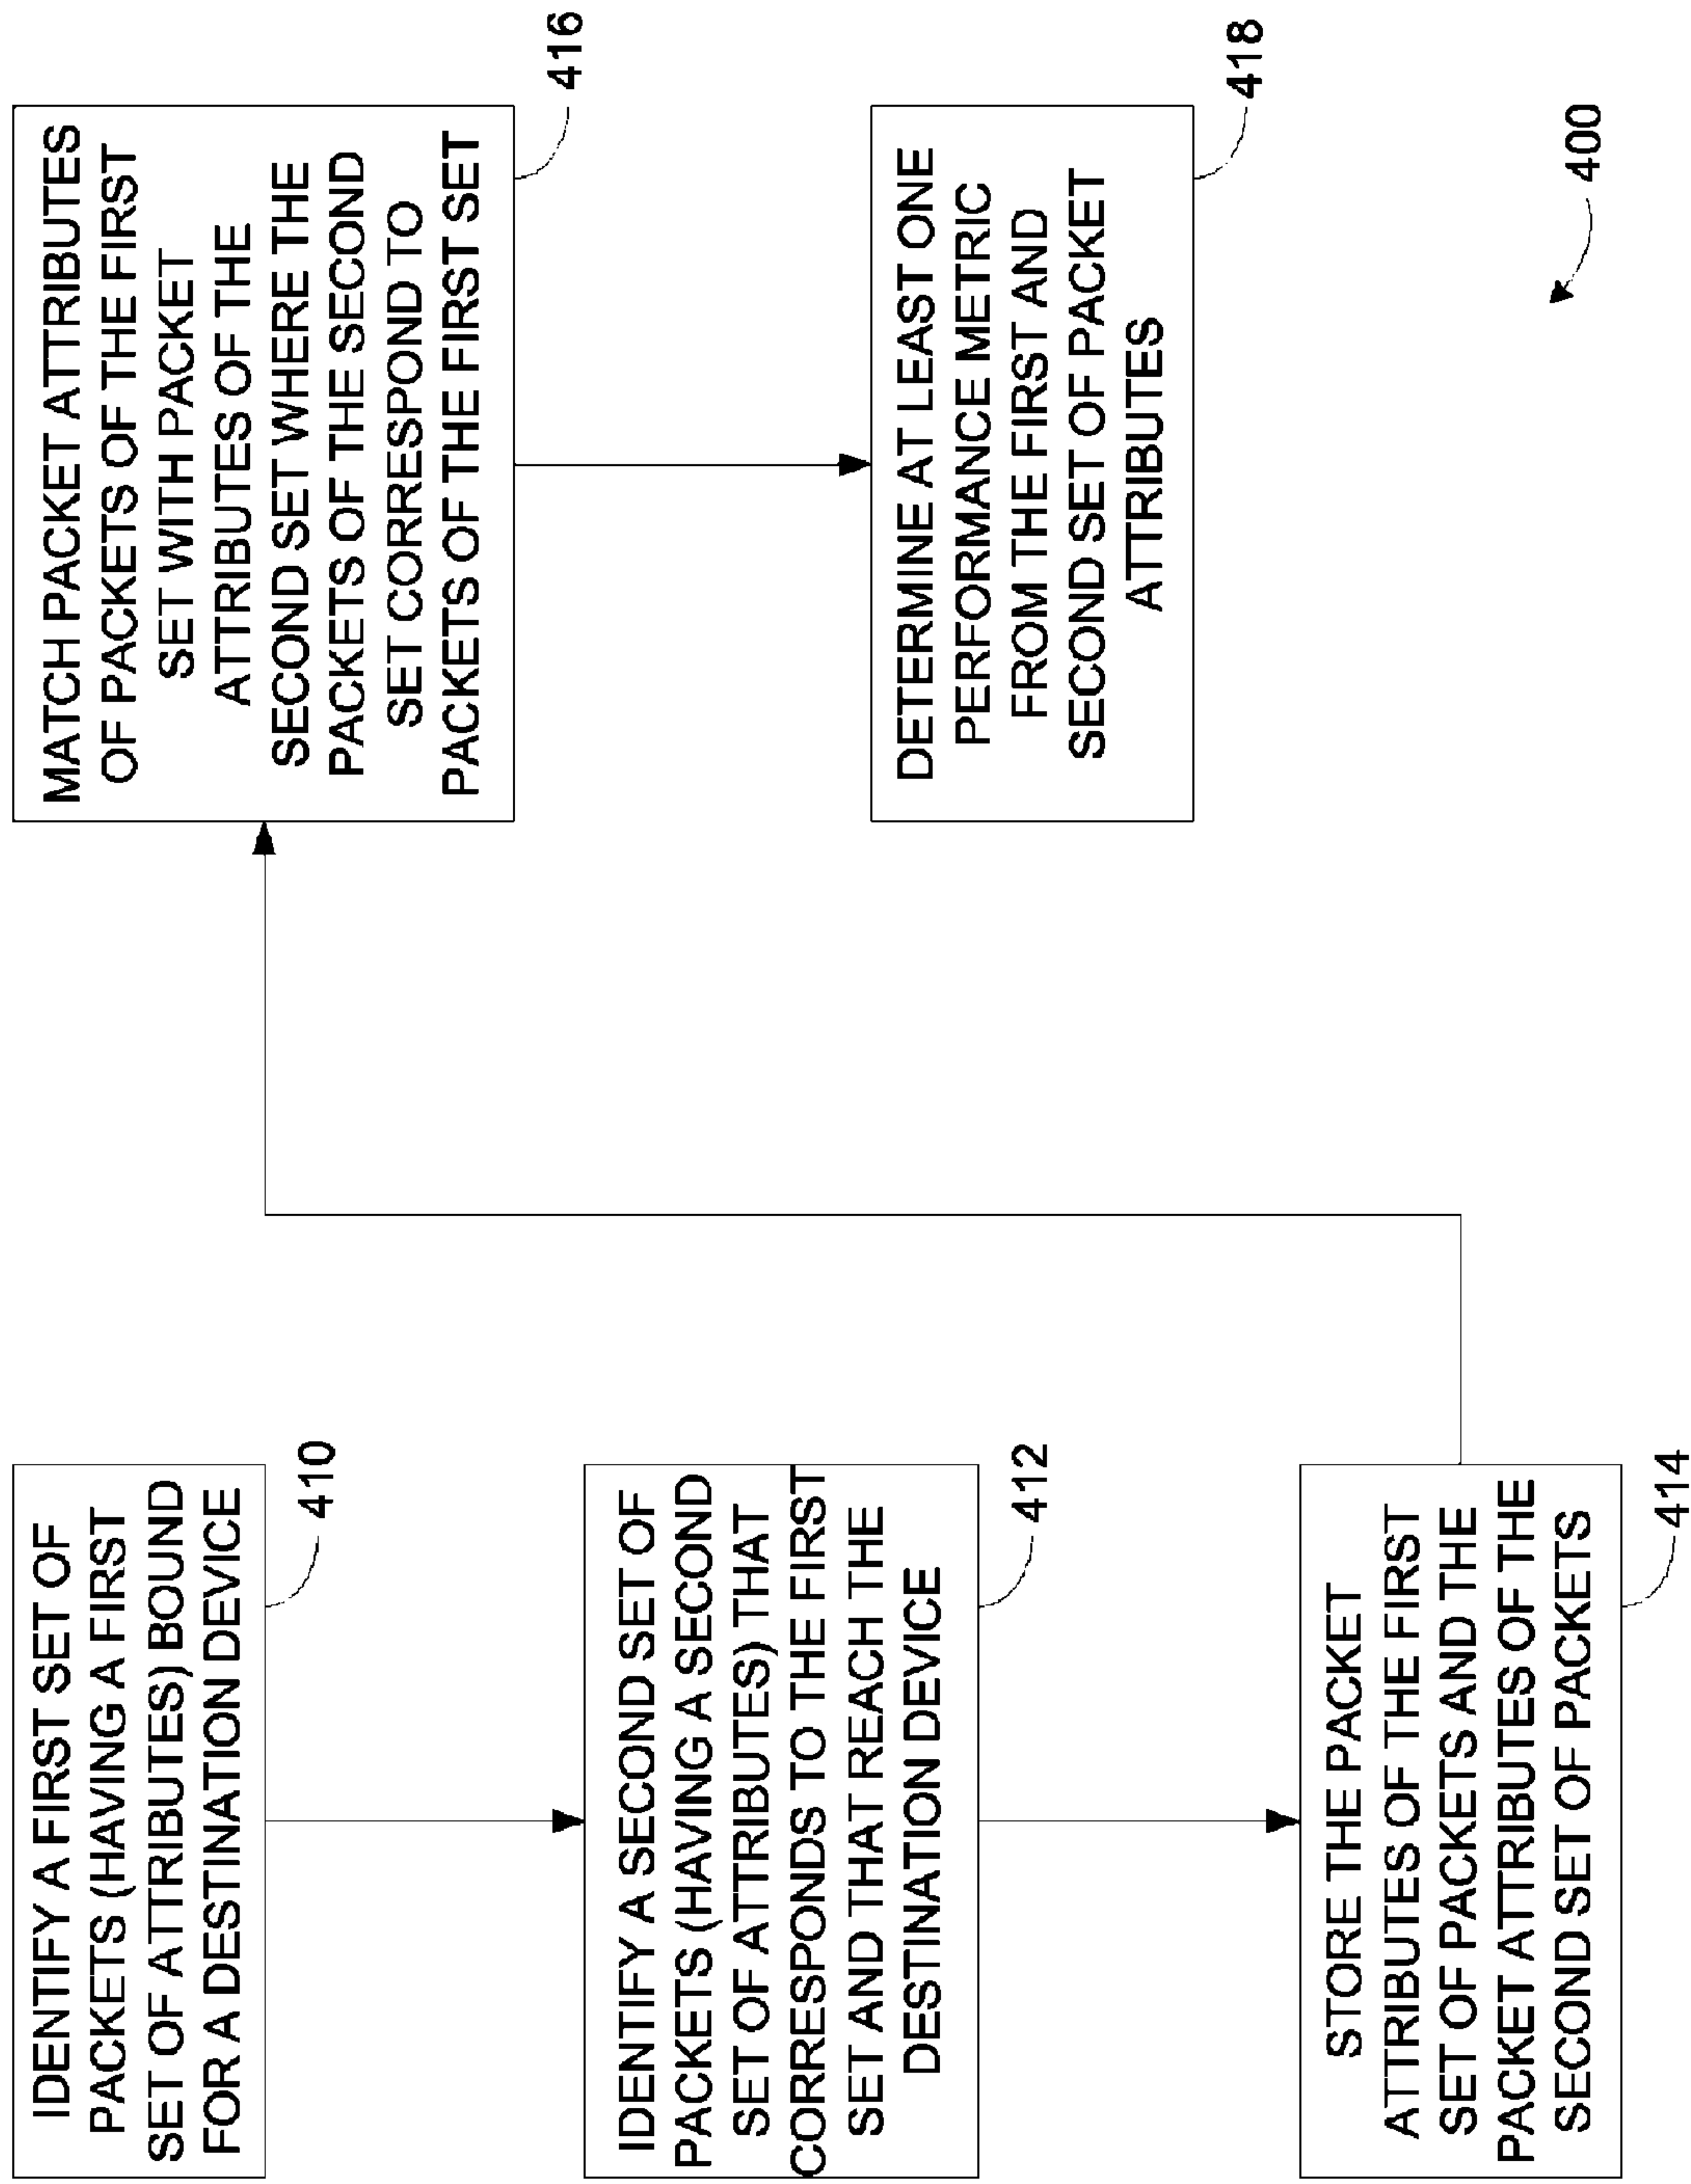 IDENTIFY A FIRST SET OF
PACKETS (HAVING A FIRST
SET OF ATTRIBUTES) BOUND
FOR A DESTINATION DEVICE
410
IDENTIFY A SECOND SET OF
PACKETS (HAVING A SECOND
SET OF ATTRIBUTES) THAT
CORRESPONDS TO THE FIRST
SET AND THAT REACH THE
DESTINATION DEVICE
412
STORE THE PACKET
ATTRIBUTES OF THE FIRST
SET OF PACKETS AND THE
PACKET ATTRIBUTES OF THE
SECOND SET OF PACKETS
414
MATCH PACKET ATTRIBUTES
OF PACKETS OF THE FIRST
SET WITH PACKET
ATTRIBUTES OF THE
SECOND SET WHERE THE
PACKETS OF THE SECOND
SET CORRESPOND TO
PACKETS OF THE FIRST SET
416
DETERMINE AT LEAST ONE
PERFORMANCE METRIC
FROM THE FIRST AND
SECOND SET OF PACKET
ATTRIBUTES
418
400